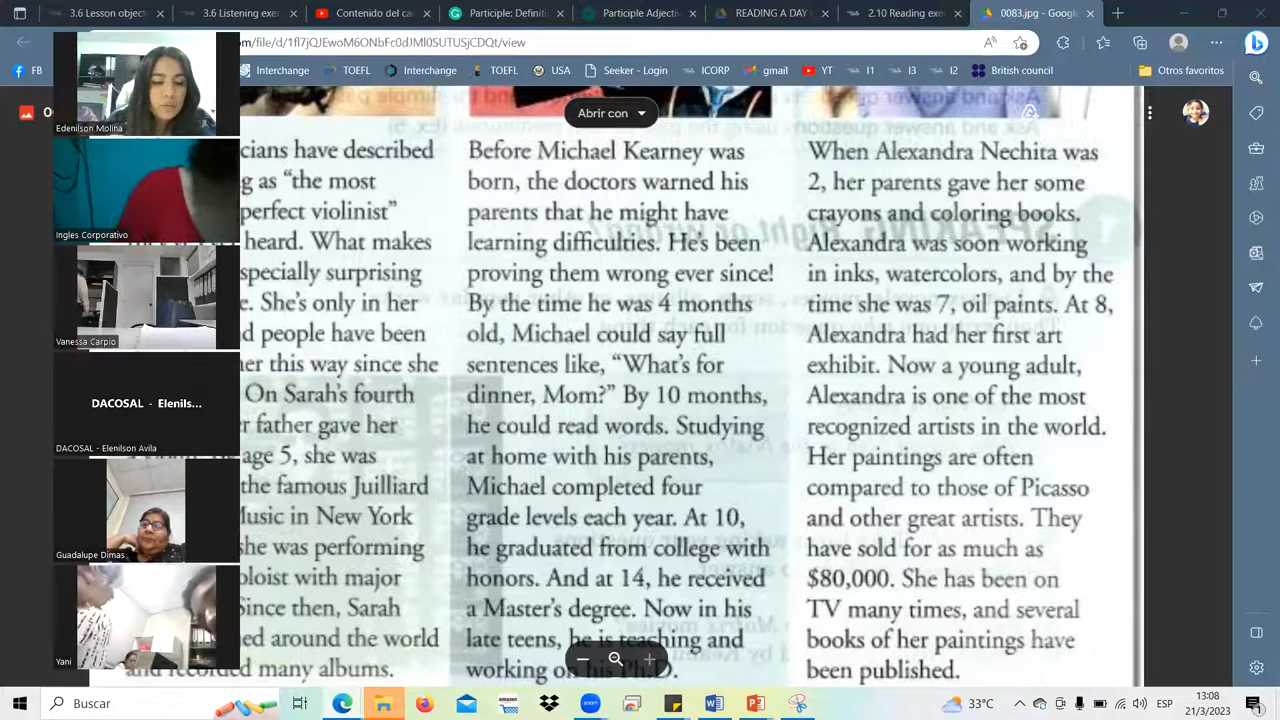 3.6 Listening
3.6 Listening exer
Contenido del ca
Participle: Definiti
Participle Adjectiv
READING A DAY
2.10 Reading exe
0083.jpg - Googl
om/file/d/1fl7jQJEwoM6ONbFc0dJMl0SUTUSjCDQt/view
FB
Interchange
TOEFL
Interchange
TOEFL
USA
Seeker - Login
ICORP
gmail
YT
I1
I3
I2
British council
Otros favoritos
Abrir con
Edenilson Molina
Ingles Corporativo
Vanessa Carpio
DACOSAL - Elenils...
DACOSAL - Elenilson Avila
Guadalupe Dimas
Yani
cians have described
g as “the most
perfect violinist”
heard. What makes
specially surprising
e. She’s only in her
d people have been
er this way since she
On Sarah’s fourth
r father gave her
age 5, she was
the famous Juilliard
Music in New York
she was performing
oloist with major
Since then, Sarah
ed around the world
and recorded many albums.
Before Michael Kearney was
born, the doctors warned his
parents that he might have
learning difficulties. He’s been
proving them wrong ever since!
By the time he was 4 months
old, Michael could say full
sentences like, “What’s for
dinner, Mom?” By 10 months,
he could read words. Studying
at home with his parents,
Michael completed four
grade levels each year. At 10,
he graduated from college with
honors. And at 14, he received
a Master’s degree. Now in his
late teens, he is teaching and
working on his Ph.D.
When Alexandra Nechita was
2, her parents gave her some
crayons and coloring books.
Alexandra was soon working
in inks, watercolors, and by the
time she was 7, oil paints. At 8,
Alexandra had her first art
exhibit. Now a young adult,
Alexandra is one of the most
recognized artists in the world.
Her paintings are often
compared to those of Picasso
and other great artists. They
have sold for as much as
$80,000. She has been on
TV many times, and several
books of her paintings have
been published.
Buscar
33°C
ESP
13:08
21/3/2023